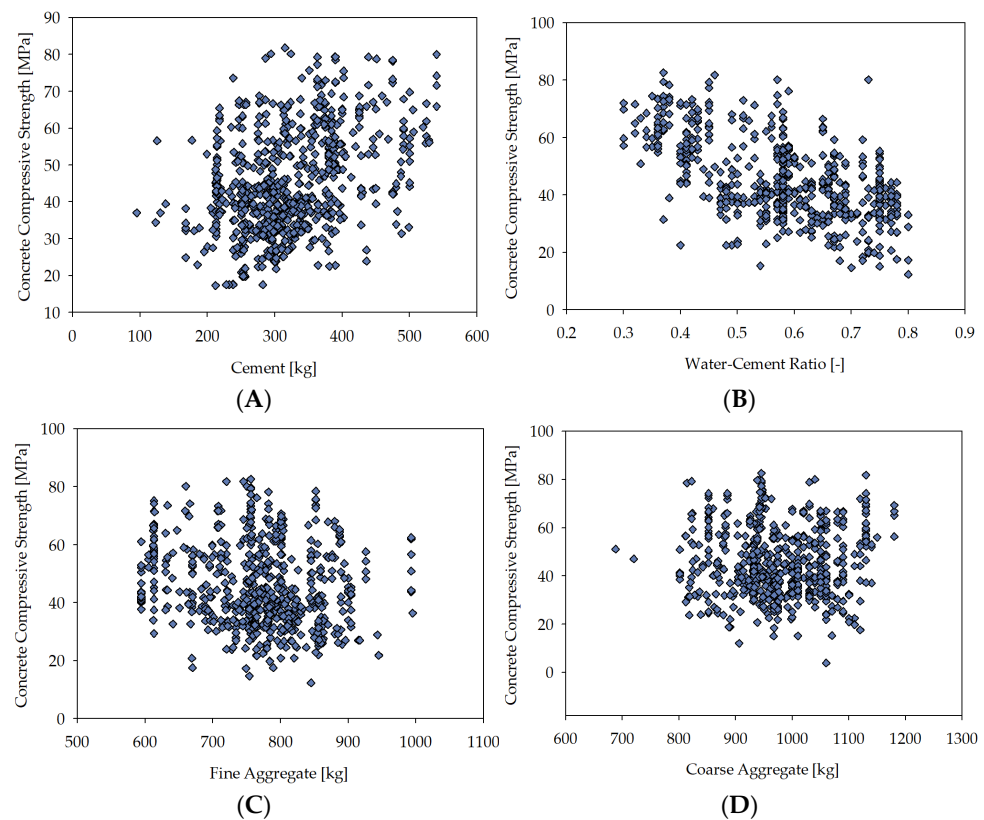 Concrete Compressive Strength [MPa]
90
80
70
60
50
40
30
20
10
0 100 200 300 400 500 600
Cement [kg]
(A)
Concrete Compressive Strength [MPa]
100
80
60
40
20
0
0.2 0.3 0.4 0.5 0.6 0.7 0.8 0.9
Water-Cement Ratio [-]
(B)
Concrete Compressive Strength [MPa]
100
80
60
40
20
0
500 600 700 800 900 1000 1100
Fine Aggregate [kg]
(C)
Concrete Compressive Strength [MPa]
100
80
60
40
20
0
600 700 800 900 1000 1100 1200 1300
Coarse Aggregate [kg]
(D)